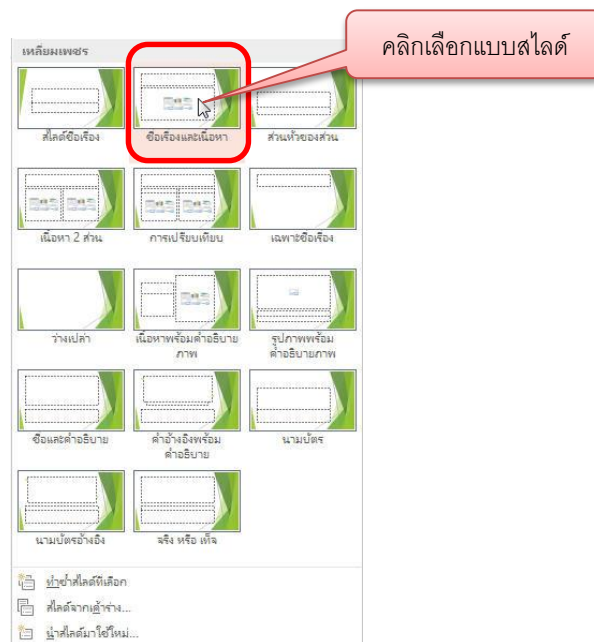 คลิกเลือกแบบสไลด์
เหลี่ยมเพชร
สไลด์ชื่อเรื่อง
ชื่อเรื่องและเนื้อหา
ส่วนหัวของส่วน
เนื้อหา 2 ส่วน
การเปรียบเทียบ
เฉพาะชื่อเรื่อง
ว่างเปล่า
เนื้อหาพร้อมคำอธิบาย
ภาพ
รูปภาพพร้อม
คำอธิบายภาพ
ชื่อและคำอธิบาย
คำอ้างอิงพร้อม
คำอธิบาย
นามบัตร
นามบัตรอ้างอิง
จริง หรือ เท็จ
ทำซ้ำสไลด์ที่เลือก
สไลด์จากเค้าร่าง...
นำสไลด์มาใช้ใหม่...